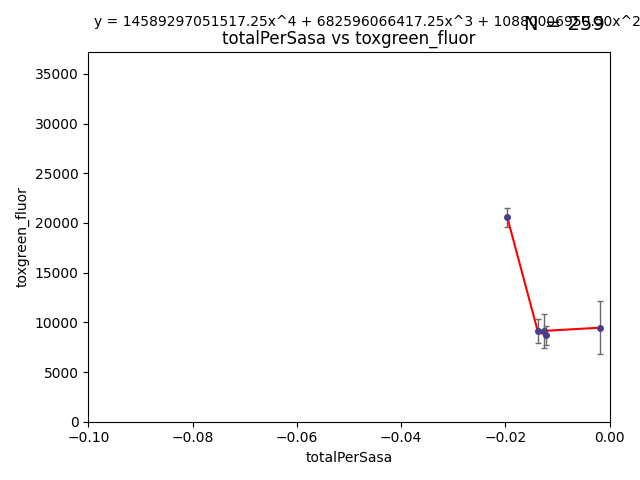 y = 14589297051517.25x^4 + 682596066417.25x^3 +
N = 259
totalPerSasa vs toxgreen_fluor
35000
30000
25000
20000
15000
10000
5000
0
toxgreen_fluor
−0.10
−0.08
−0.06
−0.04
−0.02
0.00
totalPerSasa